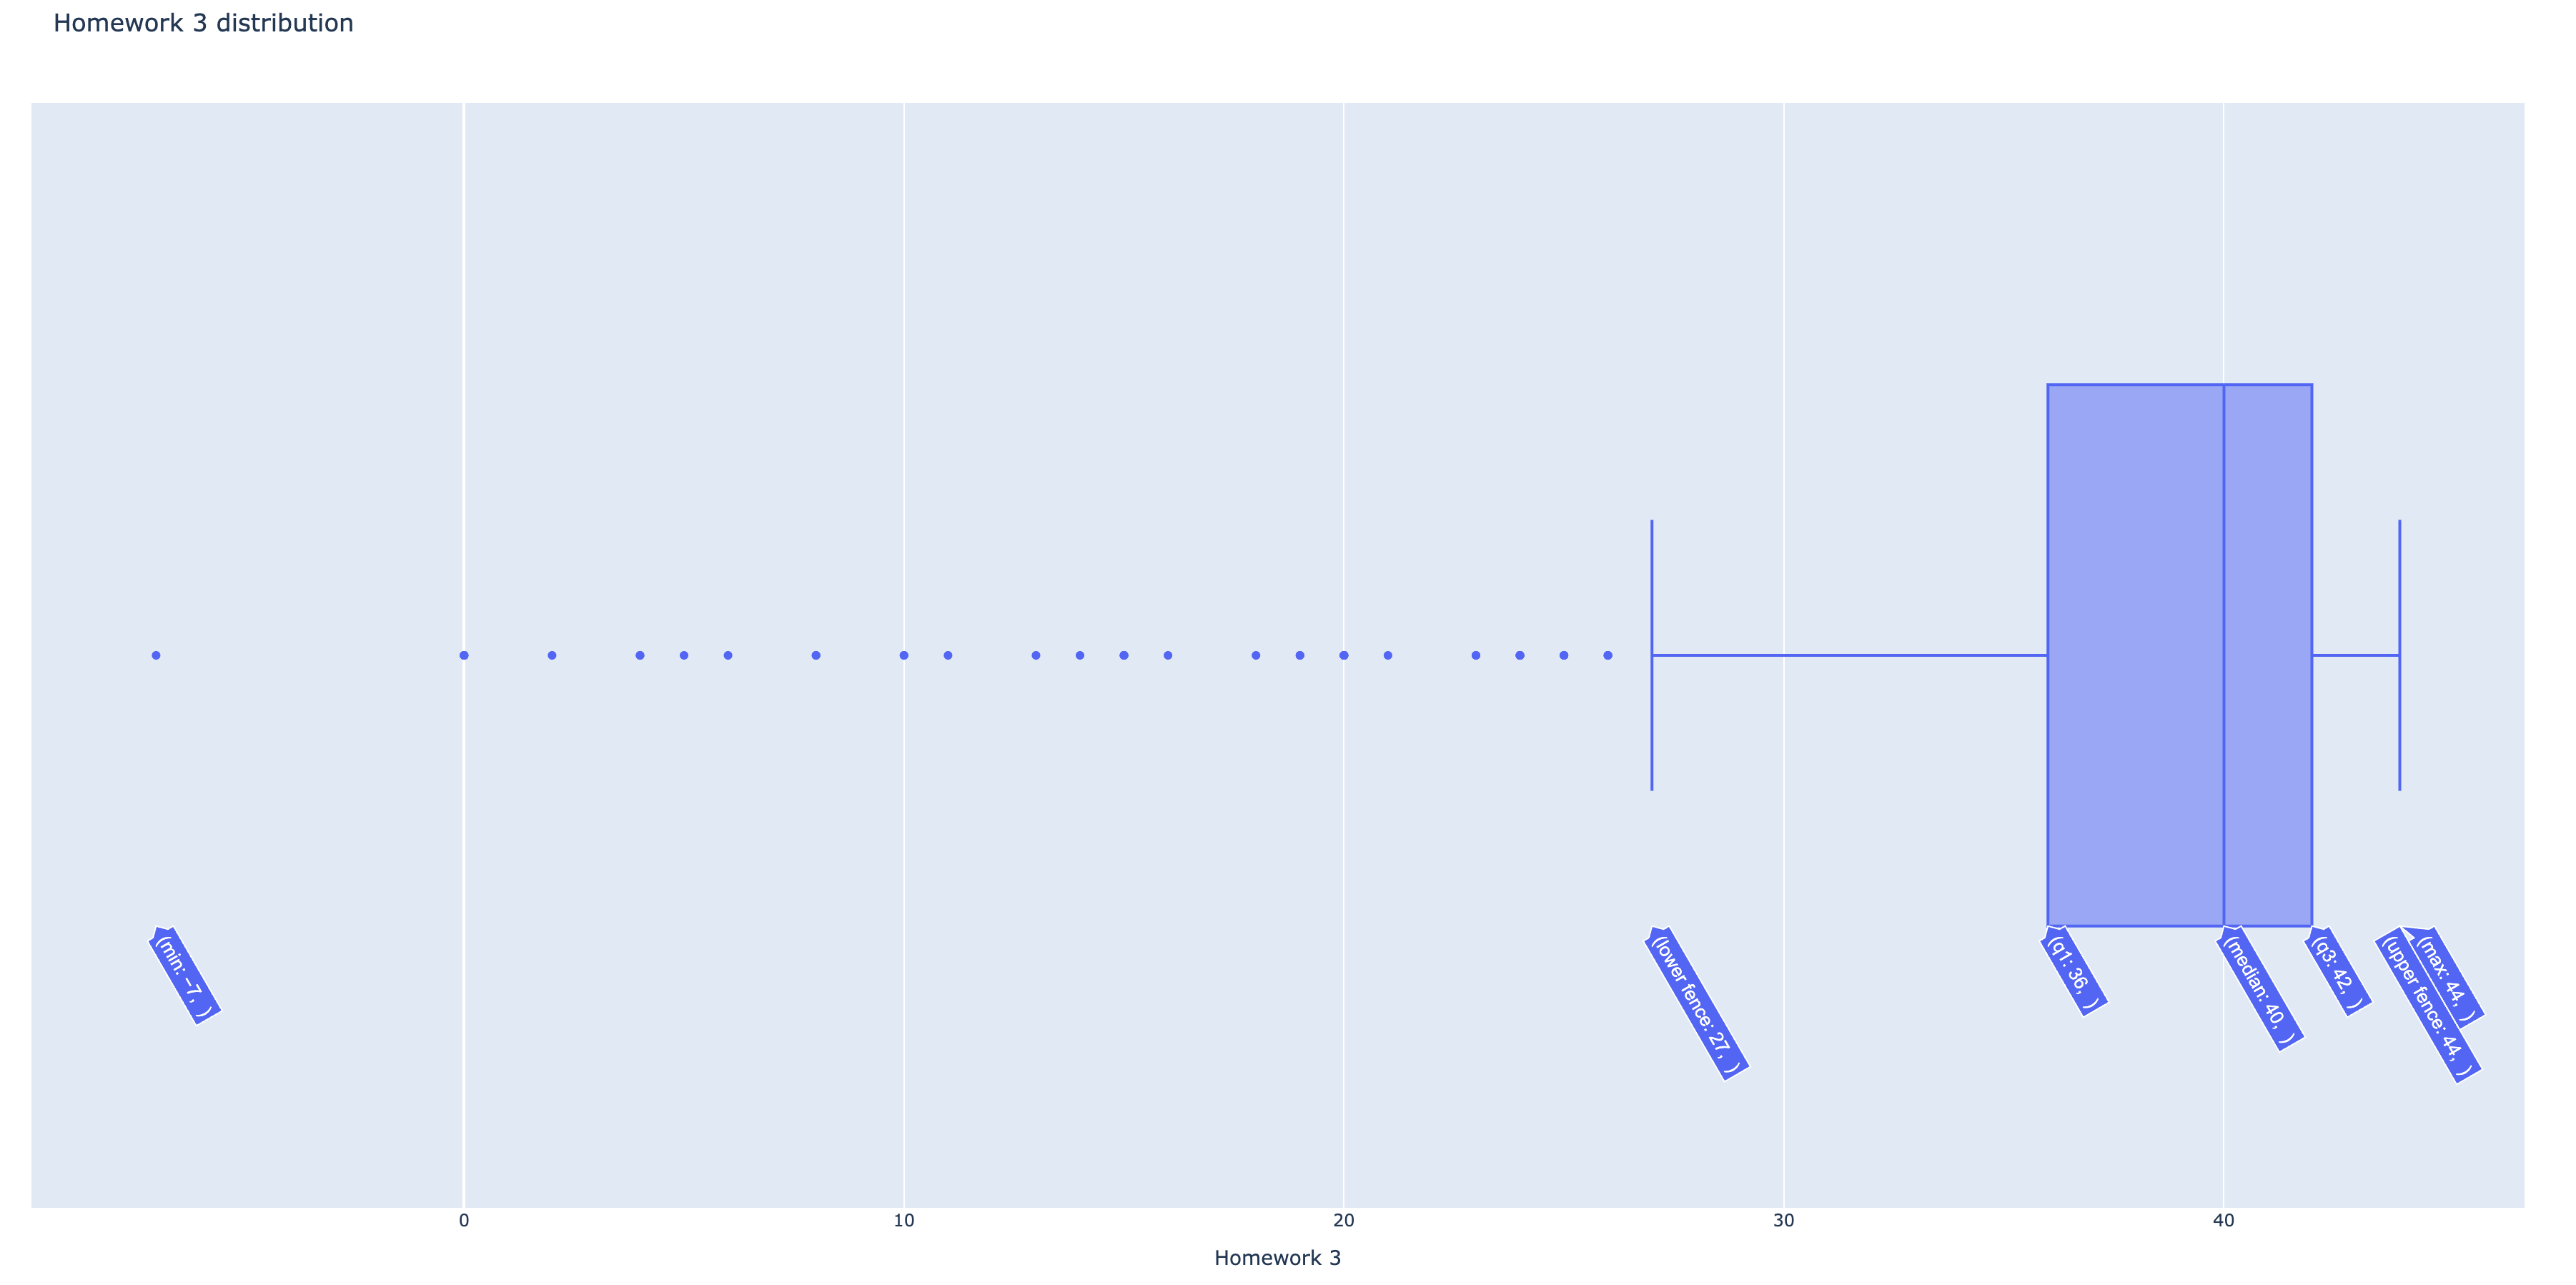 Homework 3 distribution
(min: −7, )
(lower fence: 27, )
(q1: 36, )
(median: 40, )
(q3: 42, )
(upper fence: 44, )
(max: 44, )
0
10
20
30
40
Homework 3